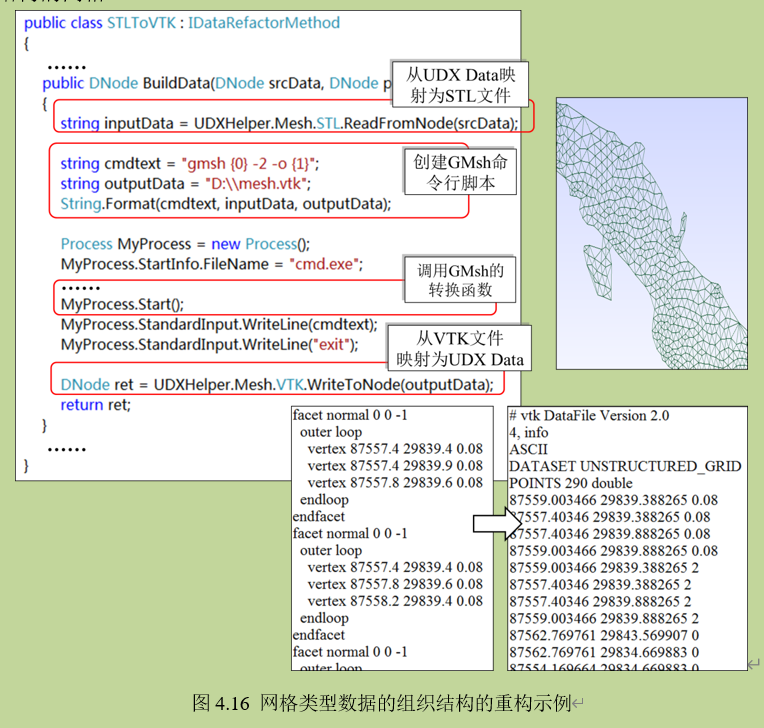 public class STLToVTK : IDataRefactorMethod
{
......
public DNode BuildData(DNode srcData, DNode
从UDX Data映
射为STL文件
{
string inputData = UDXHelper.Mesh.STL.ReadFromNode(srcData);
string cmdtext = "gmsh {0} -2 -o {1}";
string outputData = "D:\\mesh.vtk";
String.Format(cmdtext, inputData, outputData);
创建GMsh命
令行脚本
Process MyProcess = new Process();
MyProcess.StartInfo.FileName = "cmd.exe";
......
MyProcess.Start();
调用GMsh的
转换函数
MyProcess.StandardInput.WriteLine(cmdtext);
MyProcess.StandardInput.WriteLine("exit");
从VTK文件
映射为UDX Data
DNode ret = UDXHelper.Mesh.VTK.WriteToNode(outputData);
return ret;
}
......
}
facet normal 0 0 -1
outer loop
vertex 87557.4 29839.4 0.08
vertex 87557.4 29839.9 0.08
vertex 87557.8 29839.6 0.08
endloop
endfacet
facet normal 0 0 -1
outer loop
vertex 87557.4 29839.4 0.08
vertex 87557.8 29839.6 0.08
vertex 87558.2 29839.4 0.08
endloop
endfacet
facet normal 0 0 -1
outer loop
# vtk DataFile Version 2.0
4, info
ASCII
DATASET UNSTRUCTURED_GRID
POINTS 290 double
87559.003466 29839.388265 0.08
87557.40346 29839.388265 0.08
87557.40346 29839.888265 0.08
87559.003466 29839.888265 0.08
87559.003466 29839.388265 2
87557.40346 29839.388265 2
87557.40346 29839.888265 2
87559.003466 29839.888265 2
87562.769761 29843.569907 0
87562.769761 29834.669883 0
87554.169664 29834.669883 0
图 4.16 网格类型数据的组织结构的重构示例